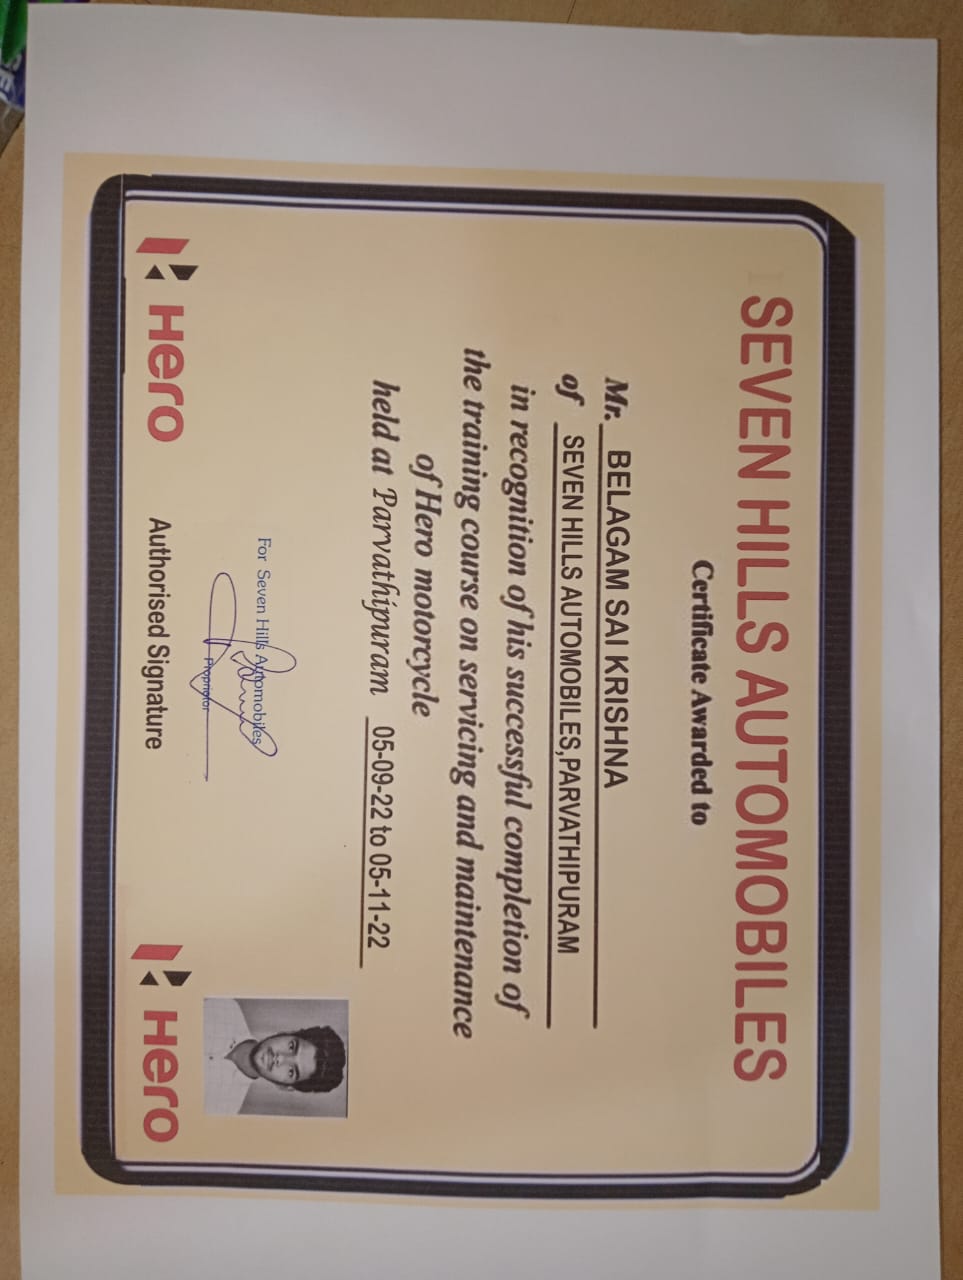 SEVEN HILLS AUTOMOBILES
Certificate Awarded to
Mr. BELAGAM SAI KRISHNA
of SEVEN HILLS AUTOMOBILES,PARVATHIPURAM
in recognition of his successful completion of
the training course on servicing and maintenance
of Hero motorcycle
held at Parvathipuram 05-09-22 to 05-11-22
For Seven Hills Automobiles
Proprietor
Authorised Signature
Hero
Hero